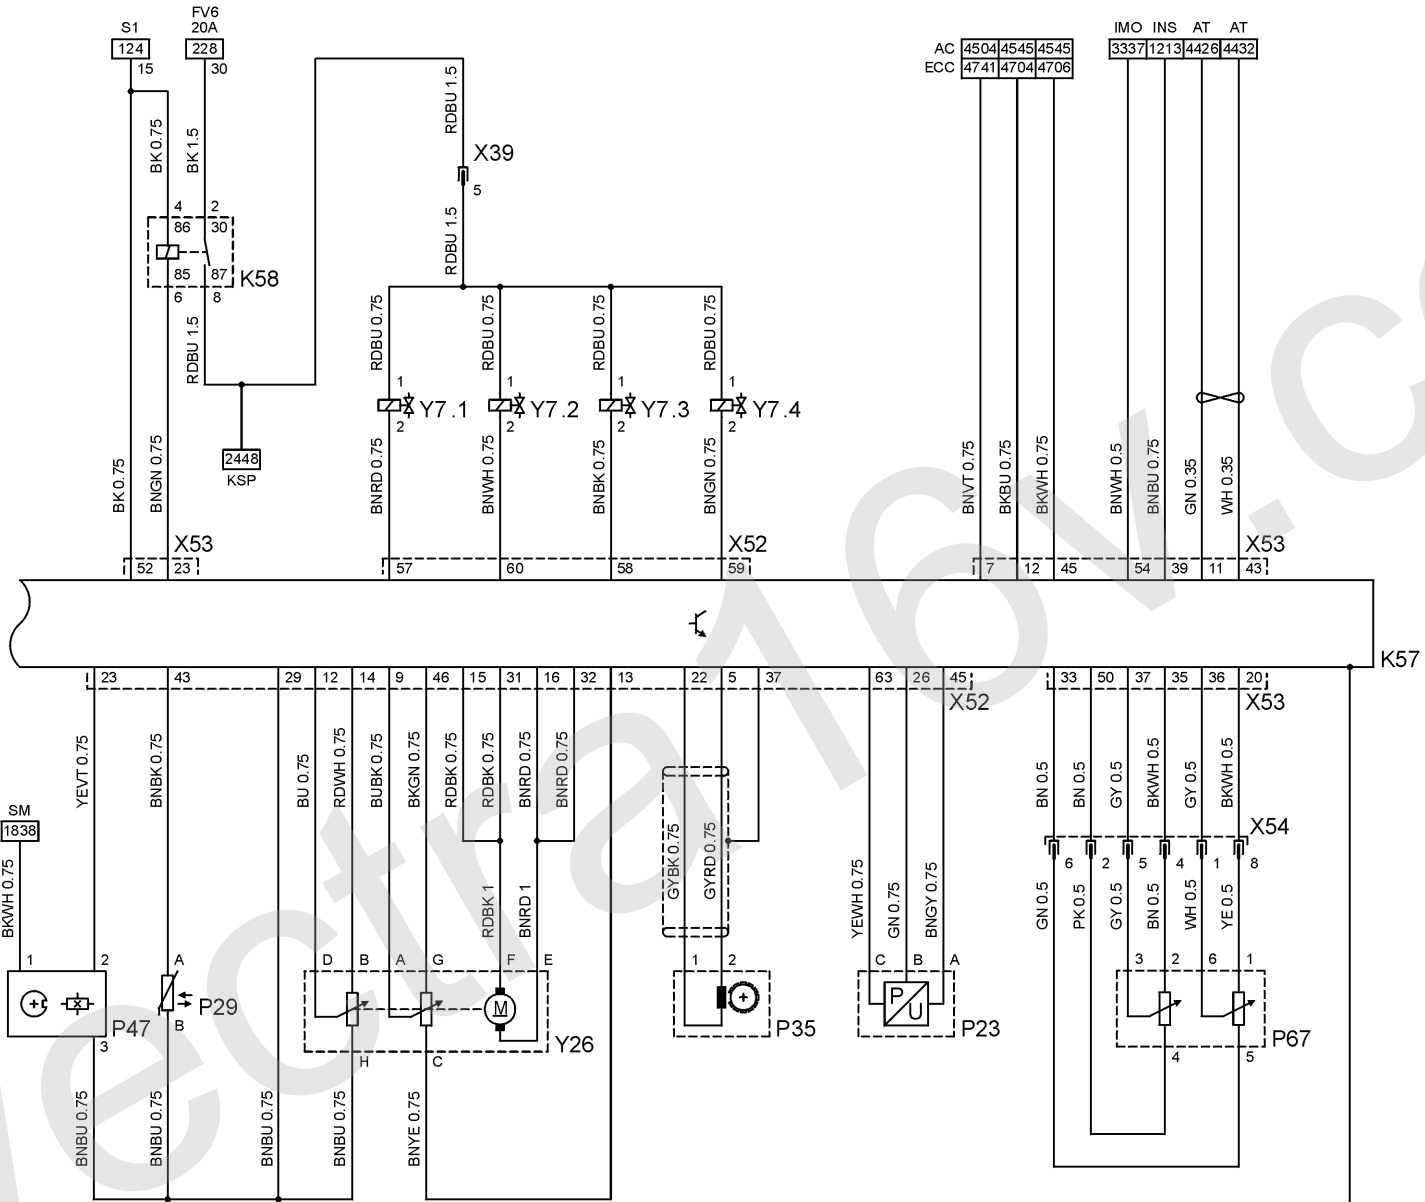 S1
FV6
20A
124
228
15
30
BK 0.75
BK 1.5
4
2
86
30
85
87
K58
6
8
RDBU 1.5
2448
KSP
BK 0.75
BNGN 0.75
X53
52
23
RDBU 1.5
X39
5
RDBU 1.5
RDBU 0.75
RDBU 0.75
RDBU 0.75
RDBU 0.75
1
1
1
1
Y7.1
Y7.2
Y7.3
Y7.4
2
2
2
2
BNRD 0.75
BNWH 0.75
BNBK 0.75
BNGN 0.75
X52
57
60
58
59
AC
4504
4545
4545
ECC
4741
4704
4706
IMO
INS
AT
AT
3337
1213
4426
4432
BNVT 0.75
BKBU 0.75
BKWH 0.75
BNWH 0.5
BNBU 0.75
GN 0.35
WH 0.35
X53
7
12
45
54
39
11
43
K57
23
43
29
12
14
9
46
15
31
16
32
13
22
5
37
63
26
45
X52
33
50
37
35
36
20
X53
YEVT 0.75
BNBK 0.75
BU 0.75
RDWH 0.75
BUBK 0.75
BKGN 0.75
RDBK 0.75
RDBK 0.75
BNRD 0.75
BNRD 0.75
BN 0.5
BN 0.5
GY 0.5
BKWH 0.5
GY 0.5
BKWH 0.5
SM
1838
BKWH 0.75
RDBK 1
BNRD 1
GYBK 0.75
GYRD 0.75
YEWH 0.75
GN 0.75
BNGY 0.75
X54
6
2
5
4
1
8
GN 0.5
PK 0.5
GY 0.5
BN 0.5
WH 0.5
YE 0.5
1
2
A
D
B
A
G
F
E
1
2
C
B
A
3
2
6
1
P47
P29
M
Y26
P35
P
U
P23
P67
3
B
H
C
4
5
BNBU 0.75
BNBU 0.75
BNBU 0.75
BNBU 0.75
BNYE 0.75
vectra16v.c